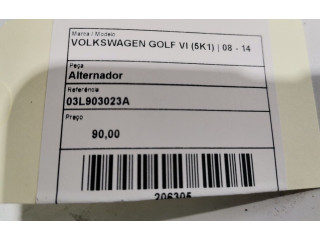 Marca / Modelo
VOLKSWAGEN GOLF VI (5K1) | 08 - 14
Peça
Alternador
Referência
03L903023A
Preço
90,00
206305